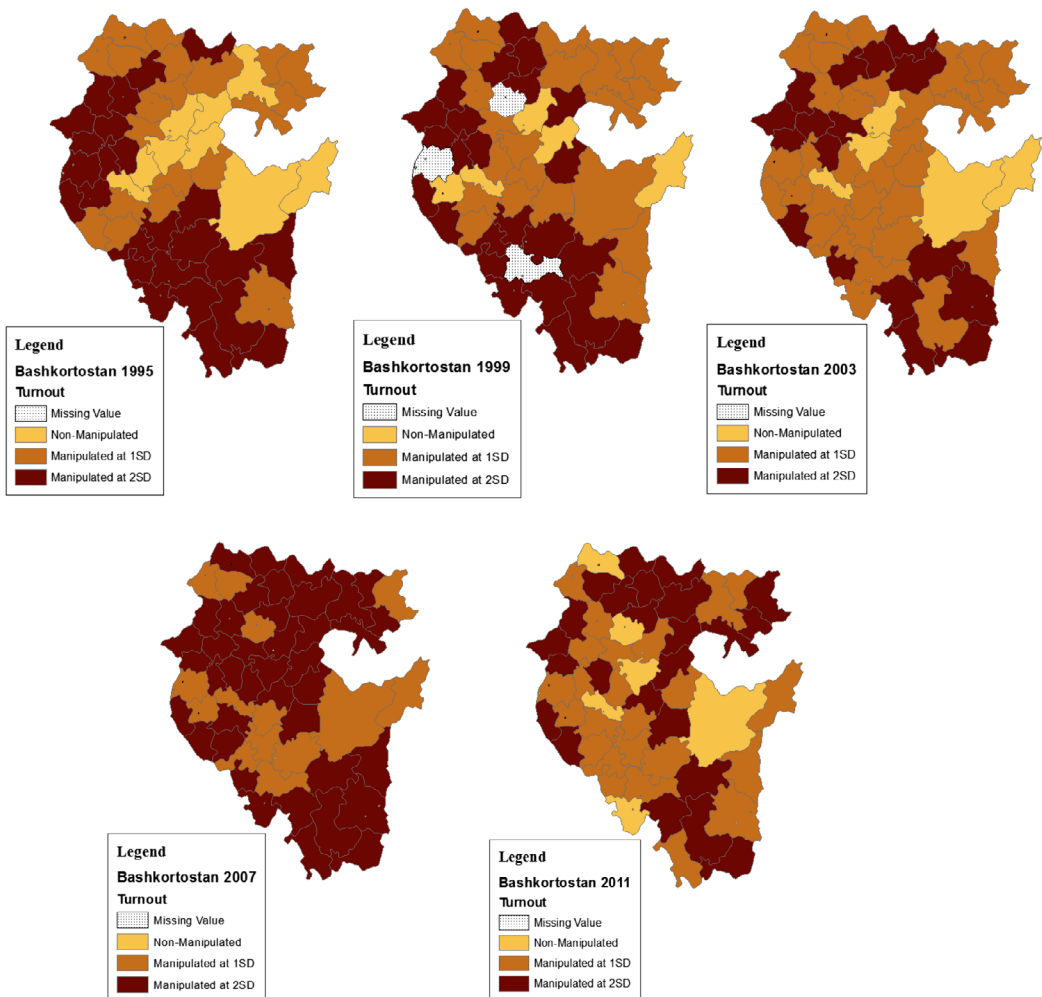 Legend
Bashkortostan 1995
Turnout
Missing Value
Non-Manipulated
Manipulated at 1SD
Manipulated at 2SD
Legend
Bashkortostan 1999
Turnout
Missing Value
Non-Manipulated
Manipulated at 1SD
Manipulated at 2SD
Legend
Bashkortostan 2003
Turnout
Missing Value
Non-Manipulated
Manipulated at 1SD
Manipulated at 2SD
Legend
Bashkortostan 2007
Turnout
Missing Value
Non-Manipulated
Manipulated at 1SD
Manipulated at 2SD
Legend
Bashkortostan 2011
Turnout
Missing Value
Non-Manipulated
Manipulated at 1SD
Manipulated at 2SD